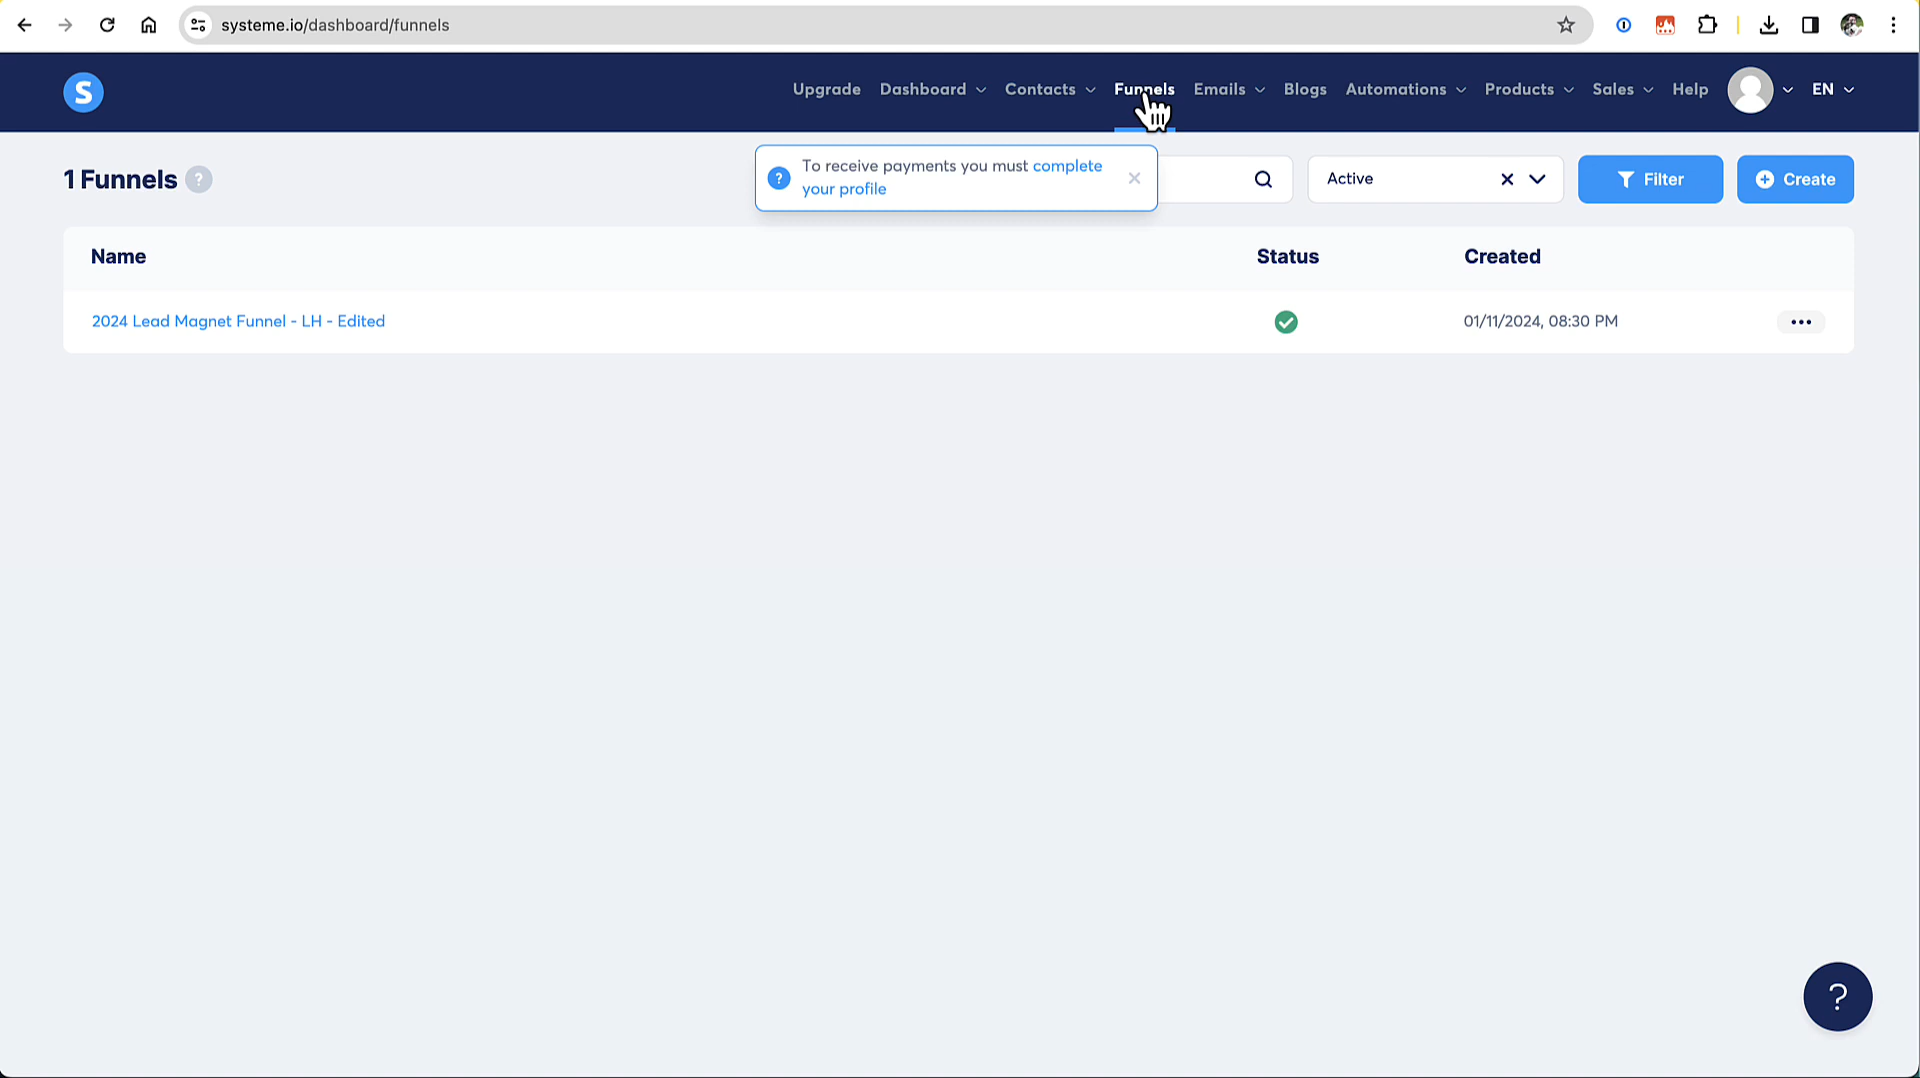 systeme.io/dashboard/funnels
S
Upgrade Dashboard Contacts Funnels Emails Blogs Automations Products Sales Help EN
1 Funnels ?
? To receive payments you must complete
your profile
Active
Filter
Create
Name Status Created
2024 Lead Magnet Funnel - LH - Edited 01/11/2024, 08:30 PM
?